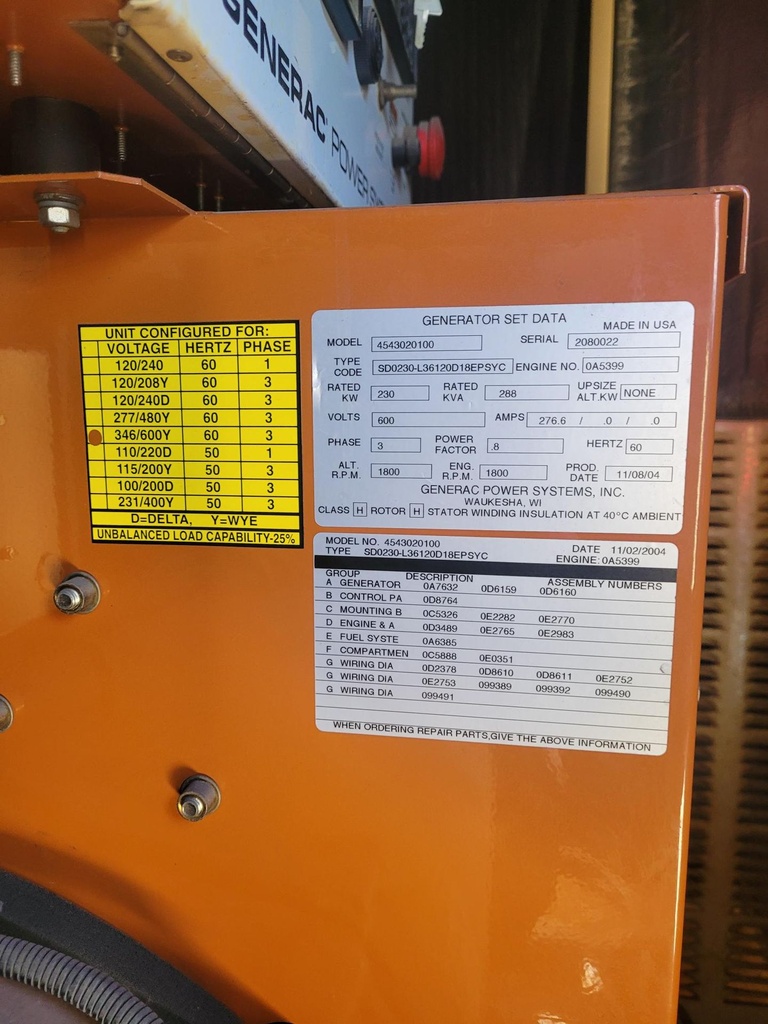 GENERAC POWER
UNIT CONFIGURED FOR:
VOLTAGE HERTZ PHASE
120/240 60 1
120/208Y 60 3
120/240D 60 3
277/480Y 60 3
346/600Y 60 3
110/220D 50 1
115/200Y 50 3
100/200D 50 3
231/400Y 50 3
D=DELTA, Y=WYE
UNBALANCED LOAD CAPABILITY-25%
GENERATOR SET DATA
MADE IN USA
MODEL 4543020100 SERIAL 2080022
TYPE CODE SD0230-L36120D18EPSYC ENGINE NO. 0A5399
RATED KW 230 RATED KVA 288 UPSIZE ALT.KW NONE
VOLTS 600 AMPS 276.6 / .0 / .0
PHASE 3 POWER FACTOR .8 HERTZ 60
ALT. R.P.M. 1800 ENG. R.P.M. 1800 PROD. DATE 11/08/04
GENERAC POWER SYSTEMS, INC.
WAUKESHA, WI
CLASS H ROTOR H STATOR WINDING INSULATION AT 40°C AMBIENT
MODEL NO. 4543020100 DATE 11/02/2004
TYPE SD0230-L36120D18EPSYC ENGINE: 0A5399
GROUP DESCRIPTION ASSEMBLY NUMBERS
A GENERATOR 0A7632 0D6159 0D6160
B CONTROL PA 0D8764
C MOUNTING B 0C5326 0E2282 0E2770
D ENGINE & A 0D3489 0E2765 0E2983
E FUEL SYSTE 0A6385
F COMPARTMEN 0C5888 0E0351
G WIRING DIA 0D2378 0D8610 0D8611 0E2752
G WIRING DIA 0E2753 099389 099392 099490
G WIRING DIA 099491
WHEN ORDERING REPAIR PARTS,GIVE THE ABOVE INFORMATION